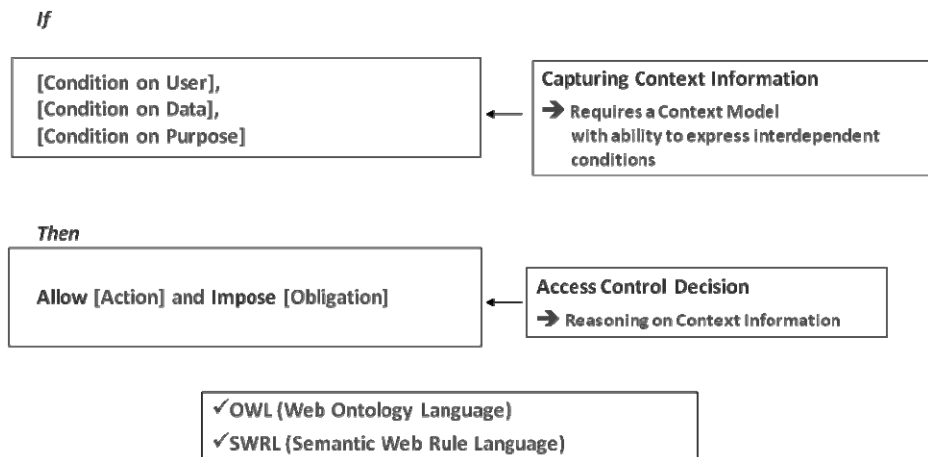 If
[Condition on User],
[Condition on Data],
[Condition on Purpose]
Capturing Context Information
➔ Requires a Context Model
with ability to express interdependent
conditions
Then
Allow [Action] and Impose [Obligation]
Access Control Decision
➔ Reasoning on Context Information
✓OWL (Web Ontology Language)
✓SWRL (Semantic Web Rule Language)